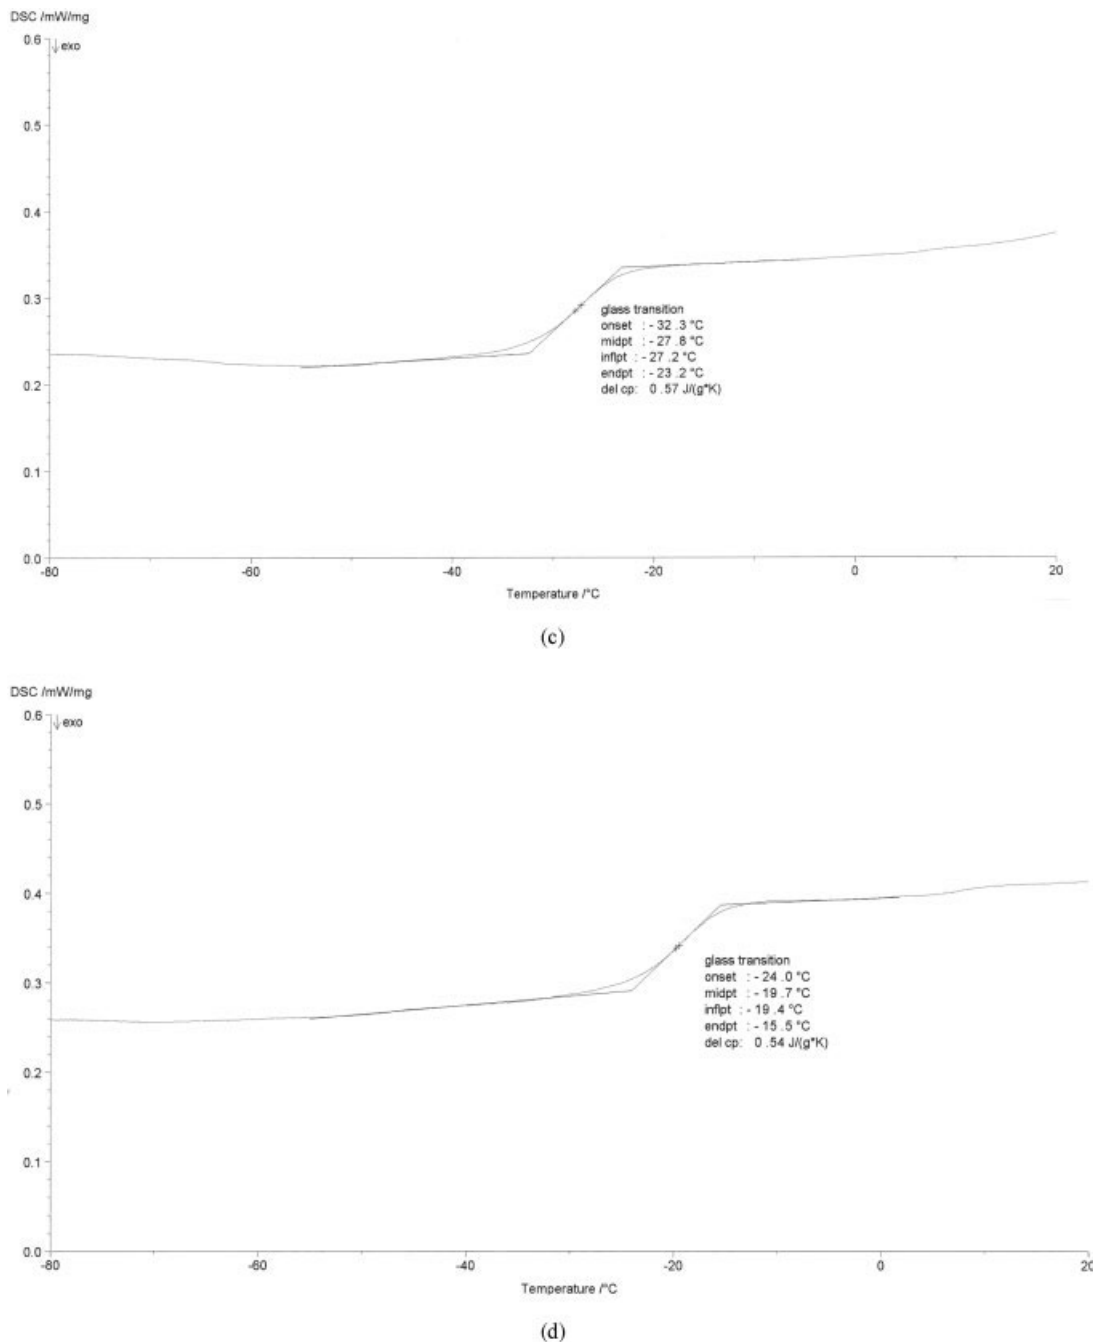 DSC /mW/mg
0.6
↓ exo
0.5
0.4
0.3
glass transition
onset : - 32 .3 °C
midpt : - 27 .8 °C
inflpt : - 27 .2 °C
endpt : - 23 .2 °C
del cp: 0 .57 J/(g*K)
0.2
0.1
0.0
-80 -60 -40 -20 0 20
Temperature /°C
(c)
DSC /mW/mg
0.6
↓ exo
0.5
0.4
0.3
glass transition
onset : - 24 .0 °C
midpt : - 19 .7 °C
inflpt : - 19 .4 °C
endpt : - 15 .5 °C
del cp: 0 .54 J/(g*K)
0.2
0.1
0.0
-80 -60 -40 -20 0 20
Temperature /°C
(d)